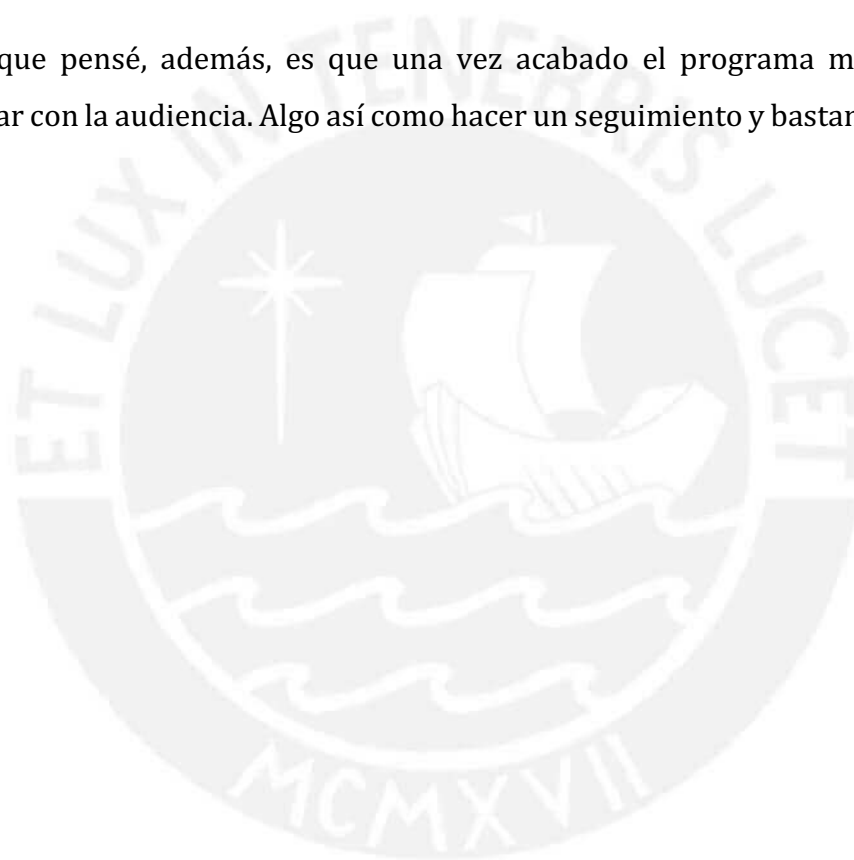 que pensé, además, es que una vez acabado el programa m
ar con la audiencia. Algo así como hacer un seguimiento y bastan
ET LUX IN TENEBRIS LUCET
MCMXVII